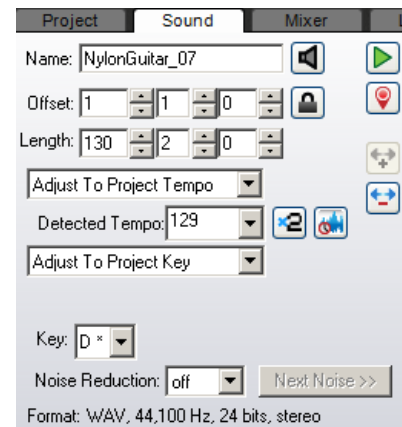 Project Sound Mixer
Name: NylonGuitar_07
Offset: 1 1 0
Length: 130 2 0
Adjust To Project Tempo
Detected Tempo: 129 ×2
Adjust To Project Key
Key: D *
Noise Reduction: off Next Noise >>
Format: WAV, 44,100 Hz, 24 bits, stereo